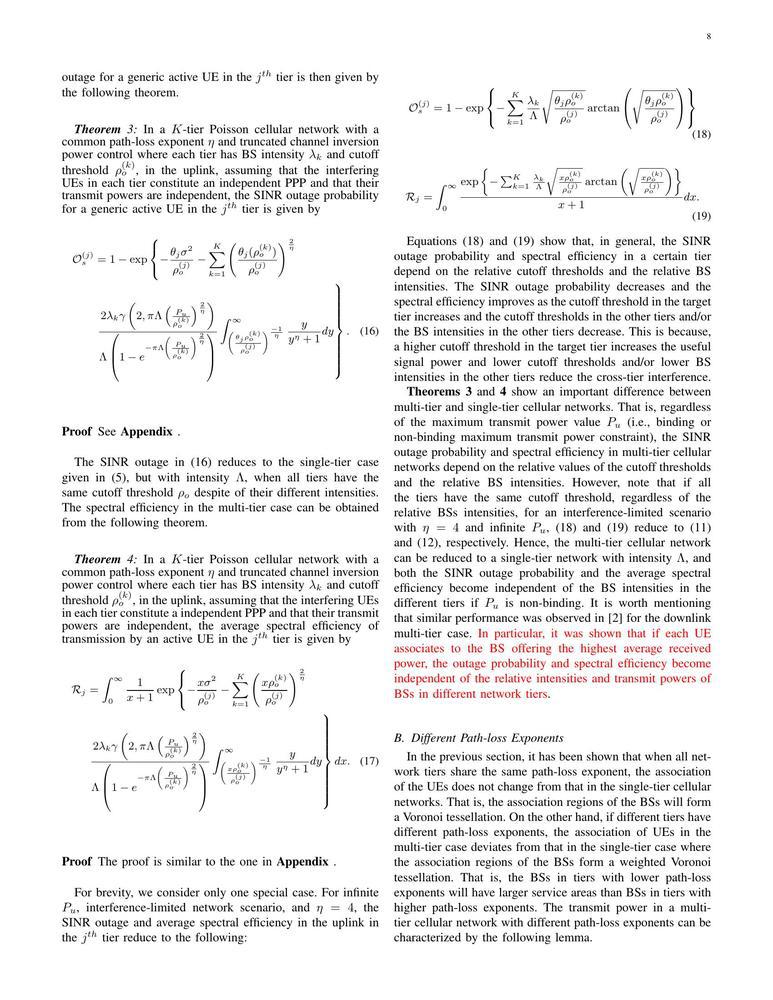 8
outage for a generic active UE in the $j^{th}$ tier is then given by
the following theorem.
Theorem 3: In a $K$-tier Poisson cellular network with a
common path-loss exponent $\eta$ and truncated channel inversion
power control where each tier has BS intensity $\lambda_k$ and cutoff
threshold $\rho_o^{(k)}$, in the uplink, assuming that the interfering
UEs in each tier constitute an independent PPP and that their
transmit powers are independent, the SINR outage probability
for a generic active UE in the $j^{th}$ tier is given by
$\mathcal{O}_s^{(j)} = 1 - \exp\left\{ -\frac{\theta_j \sigma^2}{\rho_o^{(j)}} - \sum_{k=1}^{K} \left( \frac{\theta_j(\rho_o^{(k)})}{\rho_o^{(j)}} \right)^{\frac{2}{\eta}} \right.$
$\left. \frac{2\lambda_k \gamma\left(2, \pi\Lambda\left(\frac{P_u}{\rho_o^{(k)}}\right)^{\frac{2}{\eta}}\right)}{\Lambda\left(1 - e^{-\pi\Lambda\left(\frac{P_u}{\rho_o^{(k)}}\right)^{\frac{2}{\eta}}}\right)} \int_{\left(\frac{\theta_j \rho_o^{(k)}}{\rho_o^{(j)}}\right)^{\frac{-1}{\eta}}}^{\infty} \frac{y}{y^\eta + 1} dy \right\}. \quad (16)$
Proof See Appendix .
The SINR outage in (16) reduces to the single-tier case
given in (5), but with intensity $\Lambda$, when all tiers have the
same cutoff threshold $\rho_o$ despite of their different intensities.
The spectral efficiency in the multi-tier case can be obtained
from the following theorem.
Theorem 4: In a $K$-tier Poisson cellular network with a
common path-loss exponent $\eta$ and truncated channel inversion
power control where each tier has BS intensity $\lambda_k$ and cutoff
threshold $\rho_o^{(k)}$, in the uplink, assuming that the interfering UEs
in each tier constitute a independent PPP and that their transmit
powers are independent, the average spectral efficiency of
transmission by an active UE in the $j^{th}$ tier is given by
$\mathcal{R}_j = \int_0^\infty \frac{1}{x+1} \exp\left\{ -\frac{x\sigma^2}{\rho_o^{(j)}} - \sum_{k=1}^{K} \left( \frac{x\rho_o^{(k)}}{\rho_o^{(j)}} \right)^{\frac{2}{\eta}} \right.$
$\left. \frac{2\lambda_k \gamma\left(2, \pi\Lambda\left(\frac{P_u}{\rho_o^{(k)}}\right)^{\frac{2}{\eta}}\right)}{\Lambda\left(1 - e^{-\pi\Lambda\left(\frac{P_u}{\rho_o^{(k)}}\right)^{\frac{2}{\eta}}}\right)} \int_{\left(\frac{x\rho_o^{(k)}}{\rho_o^{(j)}}\right)^{\frac{-1}{\eta}}}^{\infty} \frac{y}{y^\eta + 1} dy \right\} dx. \quad (17)$
Proof The proof is similar to the one in Appendix .
For brevity, we consider only one special case. For infinite
$P_u$, interference-limited network scenario, and $\eta = 4$, the
SINR outage and average spectral efficiency in the uplink in
the $j^{th}$ tier reduce to the following:
$\mathcal{O}_s^{(j)} = 1 - \exp\left\{ -\sum_{k=1}^{K} \frac{\lambda_k}{\Lambda} \sqrt{\frac{\theta_j \rho_o^{(k)}}{\rho_o^{(j)}}} \arctan\left( \sqrt{\frac{\theta_j \rho_o^{(k)}}{\rho_o^{(j)}}} \right) \right\}$
(18)
$\mathcal{R}_j = \int_0^\infty \frac{\exp\left\{ -\sum_{k=1}^{K} \frac{\lambda_k}{\Lambda} \sqrt{\frac{x\rho_o^{(k)}}{\rho_o^{(j)}}} \arctan\left( \sqrt{\frac{x\rho_o^{(k)}}{\rho_o^{(j)}}} \right) \right\}}{x+1} dx.$
(19)
Equations (18) and (19) show that, in general, the SINR
outage probability and spectral efficiency in a certain tier
depend on the relative cutoff thresholds and the relative BS
intensities. The SINR outage probability decreases and the
spectral efficiency improves as the cutoff threshold in the target
tier increases and the cutoff thresholds in the other tiers and/or
the BS intensities in the other tiers decrease. This is because,
a higher cutoff threshold in the target tier increases the useful
signal power and lower cutoff thresholds and/or lower BS
intensities in the other tiers reduce the cross-tier interference.
Theorems 3 and 4 show an important difference between
multi-tier and single-tier cellular networks. That is, regardless
of the maximum transmit power value $P_u$ (i.e., binding or
non-binding maximum transmit power constraint), the SINR
outage probability and spectral efficiency in multi-tier cellular
networks depend on the relative values of the cutoff thresholds
and the relative BS intensities. However, note that if all
the tiers have the same cutoff threshold, regardless of the
relative BSs intensities, for an interference-limited scenario
with $\eta = 4$ and infinite $P_u$, (18) and (19) reduce to (11)
and (12), respectively. Hence, the multi-tier cellular network
can be reduced to a single-tier network with intensity $\Lambda$, and
both the SINR outage probability and the average spectral
efficiency become independent of the BS intensities in the
different tiers if $P_u$ is non-binding. It is worth mentioning
that similar performance was observed in [2] for the downlink
multi-tier case. In particular, it was shown that if each UE
associates to the BS offering the highest average received
power, the outage probability and spectral efficiency become
independent of the relative intensities and transmit powers of
BSs in different network tiers.
B. Different Path-loss Exponents
In the previous section, it has been shown that when all net-
work tiers share the same path-loss exponent, the association
of the UEs does not change from that in the single-tier cellular
networks. That is, the association regions of the BSs will form
a Voronoi tessellation. On the other hand, if different tiers have
different path-loss exponents, the association of UEs in the
multi-tier case deviates from that in the single-tier case where
the association regions of the BSs form a weighted Voronoi
tessellation. That is, the BSs in tiers with lower path-loss
exponents will have larger service areas than BSs in tiers with
higher path-loss exponents. The transmit power in a multi-
tier cellular network with different path-loss exponents can be
characterized by the following lemma.